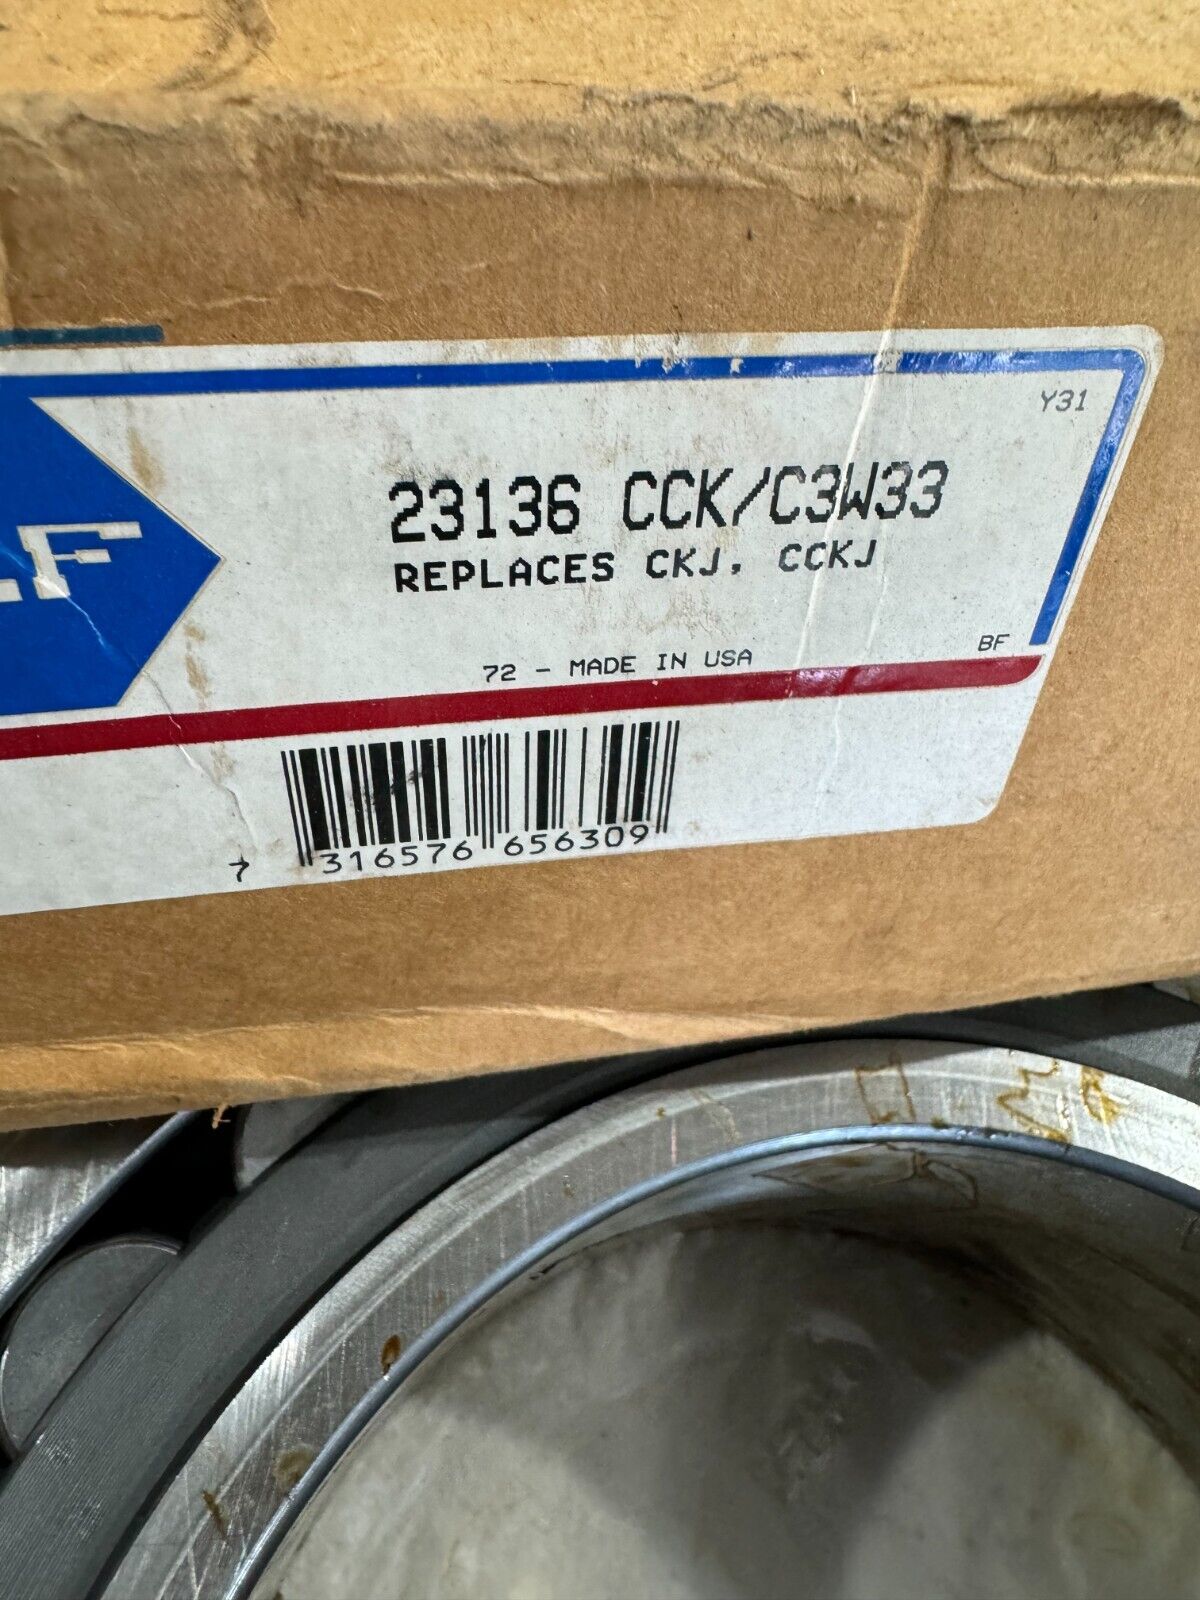 Y31
23136 CCK/C3W33
REPLACES CKJ, CCKJ
BF
72 - MADE IN USA
7 316576 656309